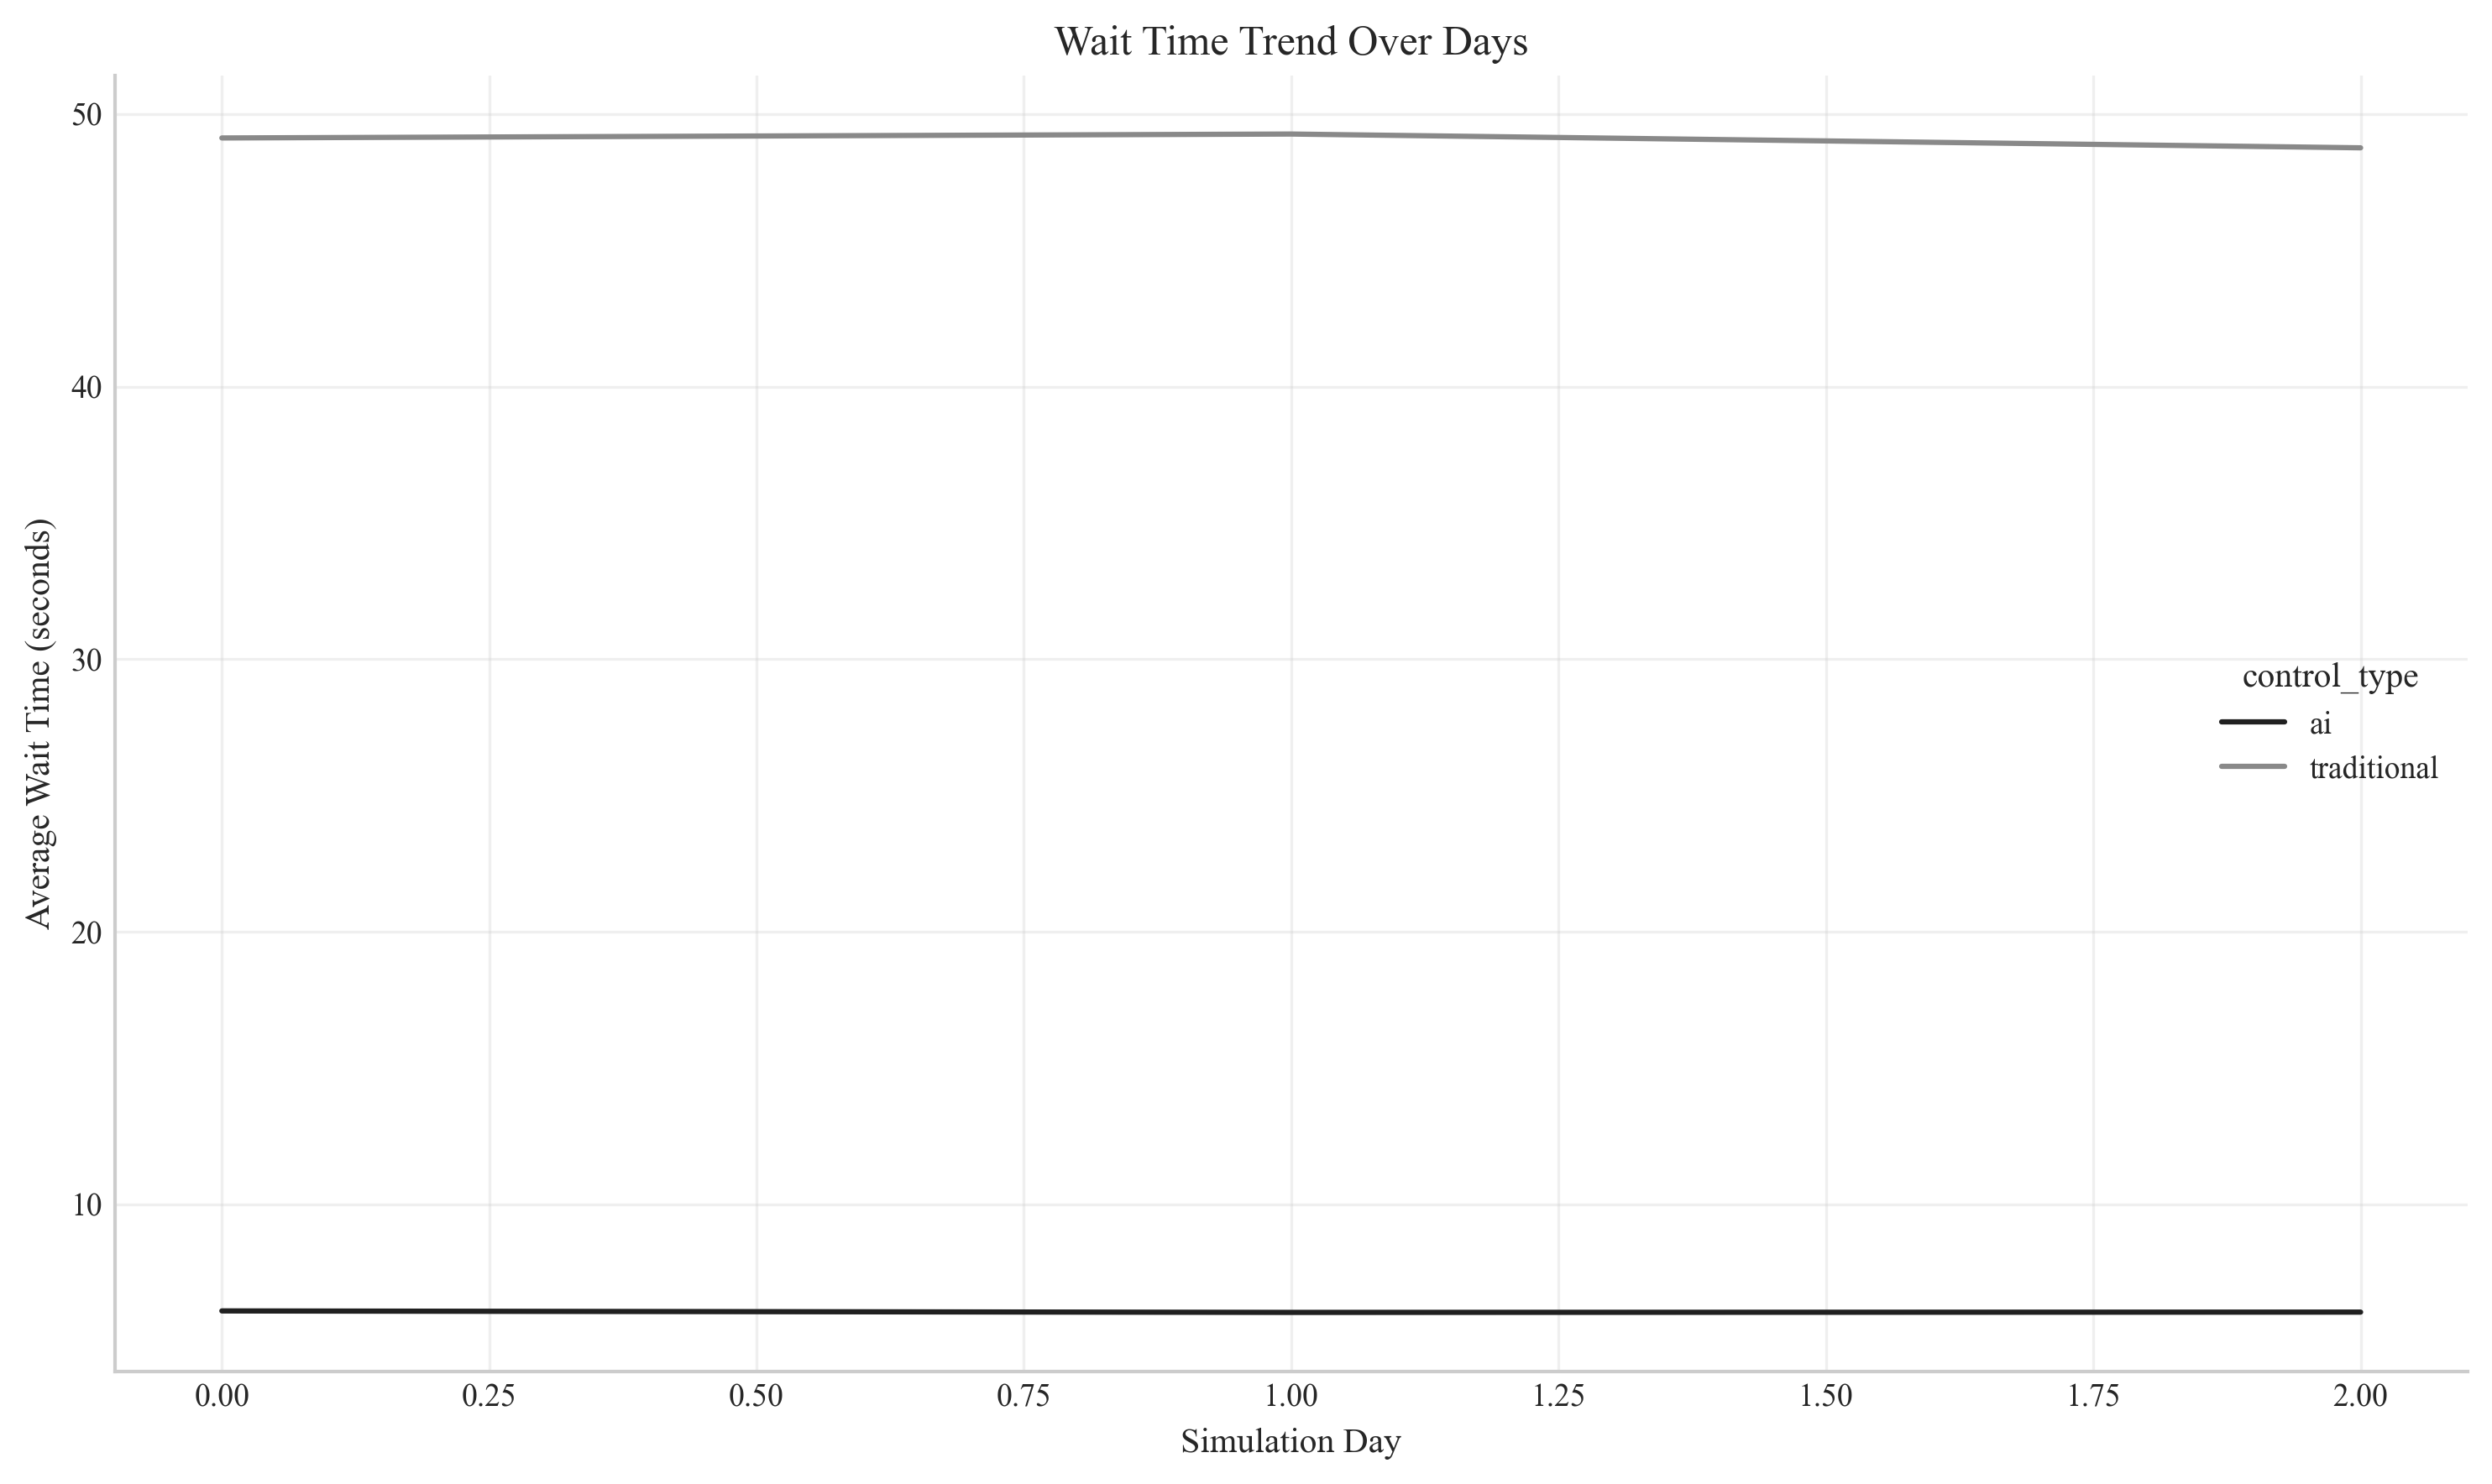 Wait Time Trend Over Days
Average Wait Time (seconds)
50
40
30
20
10
control_type
ai
traditional
0.00 0.25 0.50 0.75 1.00 1.25 1.50 1.75 2.00
Simulation Day